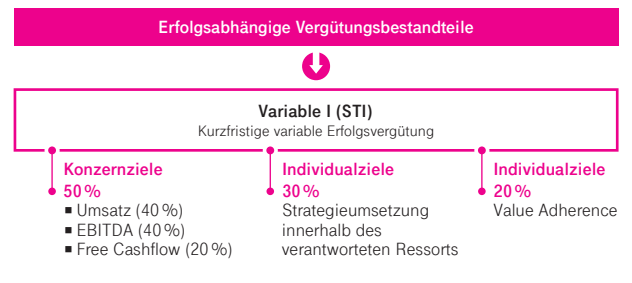 Erfolgsabhängige Vergütungsbestandteile
Variable I (STI)
Kurzfristige variable Erfolgsvergütung
Konzernziele
50 %
▪ Umsatz (40 %)
▪ EBITDA (40 %)
▪ Free Cashflow (20 %)
Individualziele
30 %
Strategieumsetzung
innerhalb des
verantworteten Ressorts
Individualziele
20 %
Value Adherence